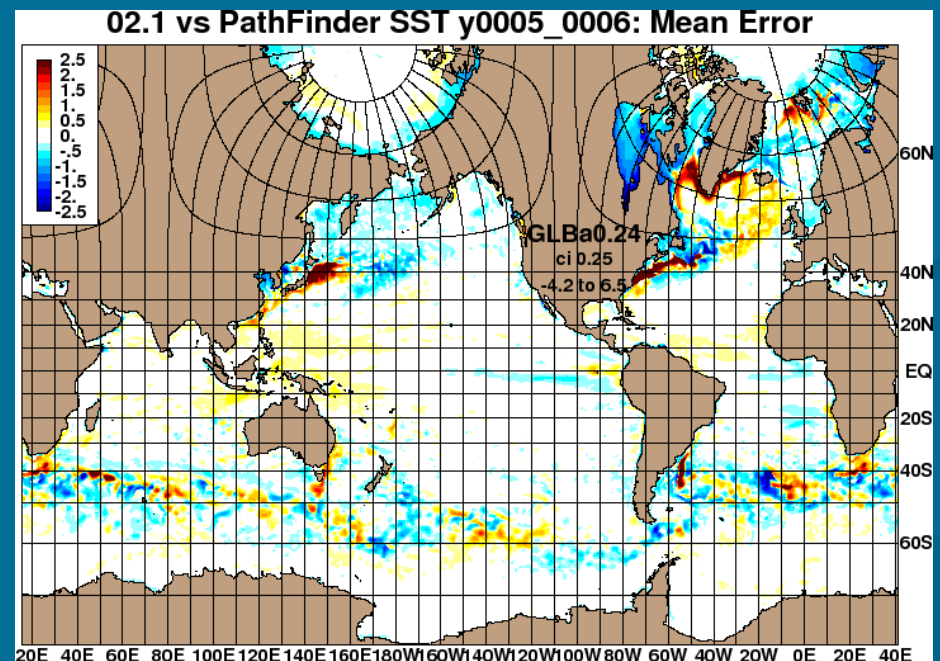 02.1 vs PathFinder SST y0005_0006: Mean Error
2.5
2.
1.5
1.
0.5
0.
-.5
-1.
-1.5
-2.
-2.5
60N
GLBa0.24
ci 0.25
-4.2 to 6.5
40N
20N
EQ
20S
40S
60S
20E 40E 60E 80E 100E 120E 140E 160E 180W 160W 140W 120W 100W 80W 60W 40W 20W 0E 20E 40E